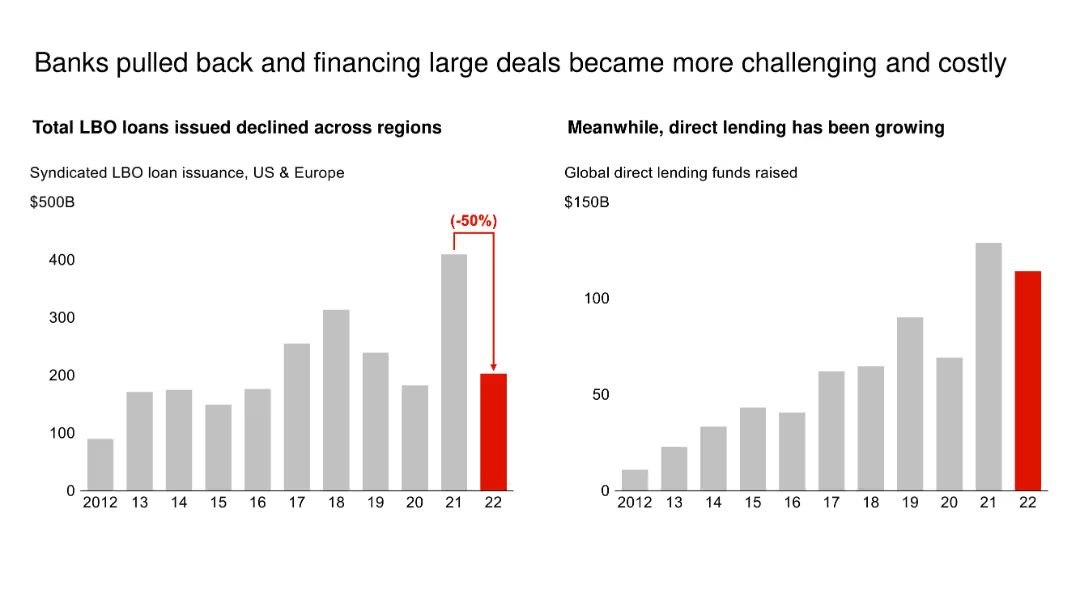 Banks pulled back and financing large deals became more challenging and costly
Total LBO loans issued declined across regions
Syndicated LBO loan issuance, US & Europe
$500B
(-50%)
400
300
200
100
0
2012 13 14 15 16 17 18 19 20 21 22
Meanwhile, direct lending has been growing
Global direct lending funds raised
$150B
100
50
0
2012 13 14 15 16 17 18 19 20 21 22